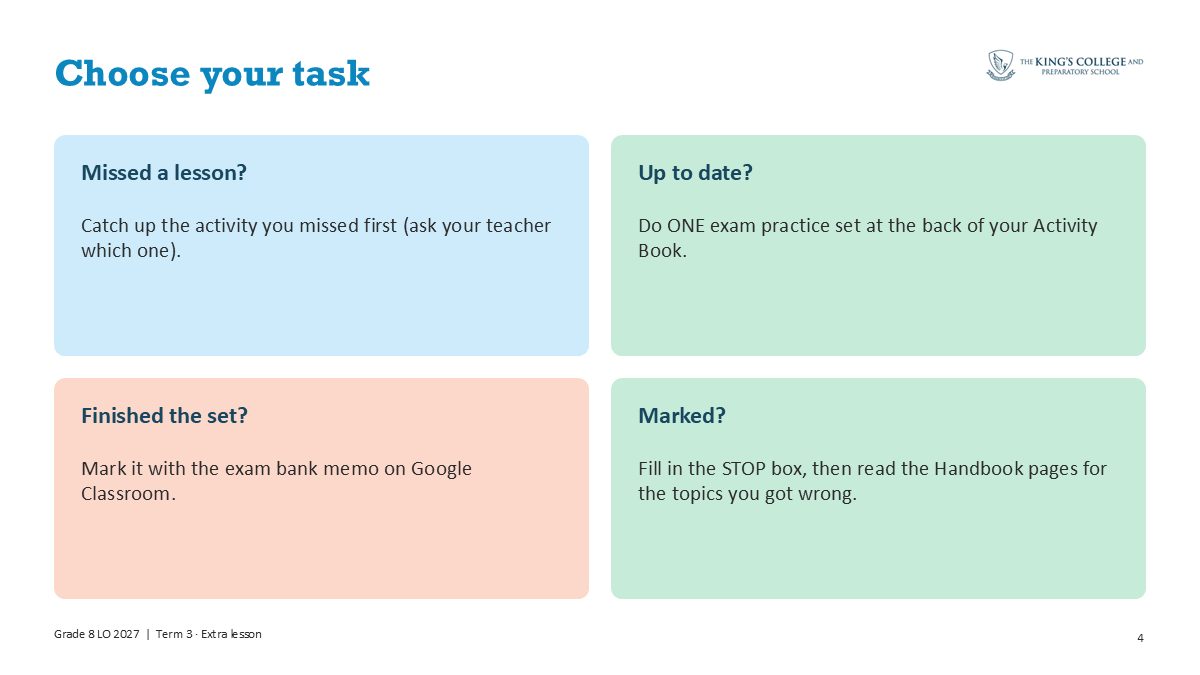 Choose your task
THE KING'S COLLEGE AND
PREPARATORY SCHOOL
Missed a lesson?
Catch up the activity you missed first (ask your teacher
which one).
Up to date?
Do ONE exam practice set at the back of your Activity
Book.
Finished the set?
Mark it with the exam bank memo on Google
Classroom.
Marked?
Fill in the STOP box, then read the Handbook pages for
the topics you got wrong.
Grade 8 LO 2027 | Term 3 · Extra lesson
4